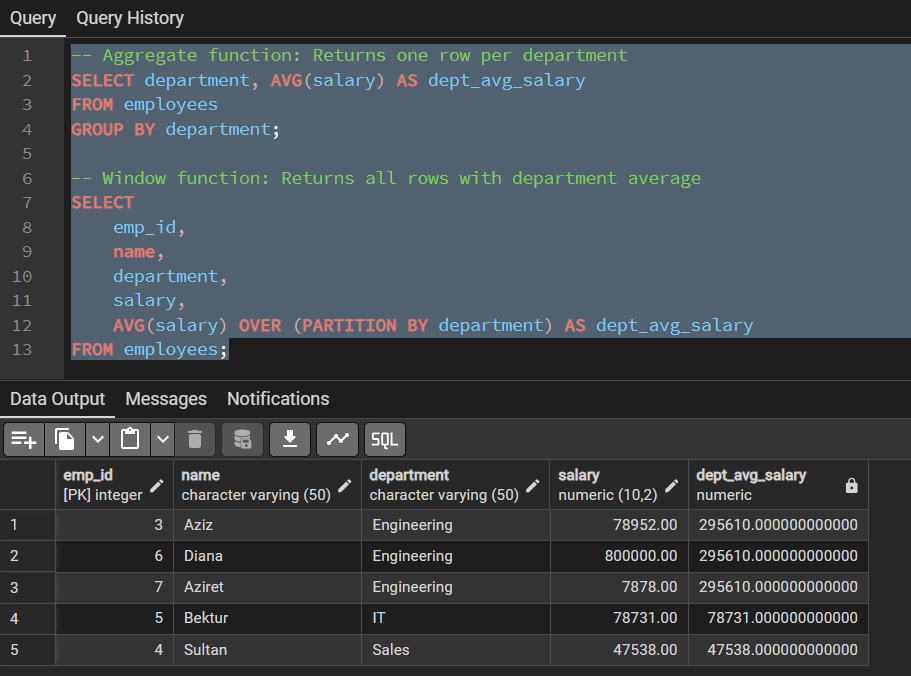 Query Query History
1 -- Aggregate function: Returns one row per department
2 SELECT department, AVG(salary) AS dept_avg_salary
3 FROM employees
4 GROUP BY department;
5
6 -- Window function: Returns all rows with department average
7 SELECT
8 emp_id,
9 name,
10 department,
11 salary,
12 AVG(salary) OVER (PARTITION BY department) AS dept_avg_salary
13 FROM employees;
Data Output Messages Notifications
SQL
emp_id name department salary dept_avg_salary
[PK] integer character varying (50) character varying (50) numeric (10,2) numeric
1 3 Aziz Engineering 78952.00 295610.000000000000
2 6 Diana Engineering 800000.00 295610.000000000000
3 7 Aziret Engineering 7878.00 295610.000000000000
4 5 Bektur IT 78731.00 78731.000000000000
5 4 Sultan Sales 47538.00 47538.000000000000